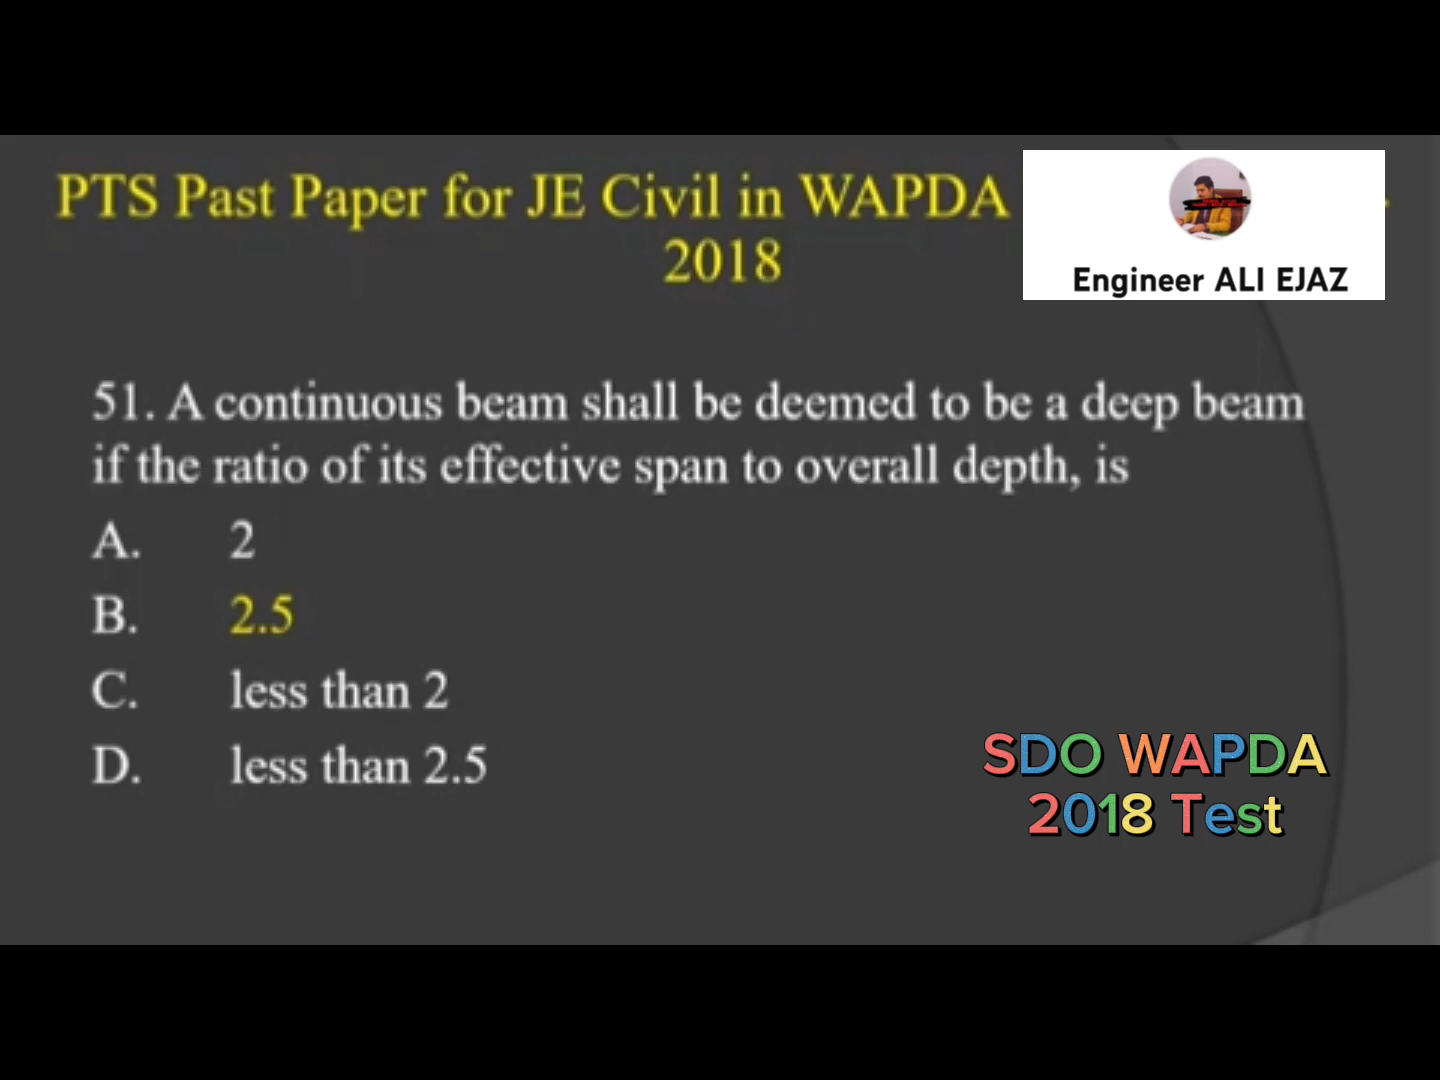 PTS Past Paper for JE Civil in WAPDA
2018
Engineer ALI EJAZ
51. A continuous beam shall be deemed to be a deep beam
if the ratio of its effective span to overall depth, is
A. 2
B. 2.5
C. less than 2
D. less than 2.5
SDO WAPDA
2018 Test